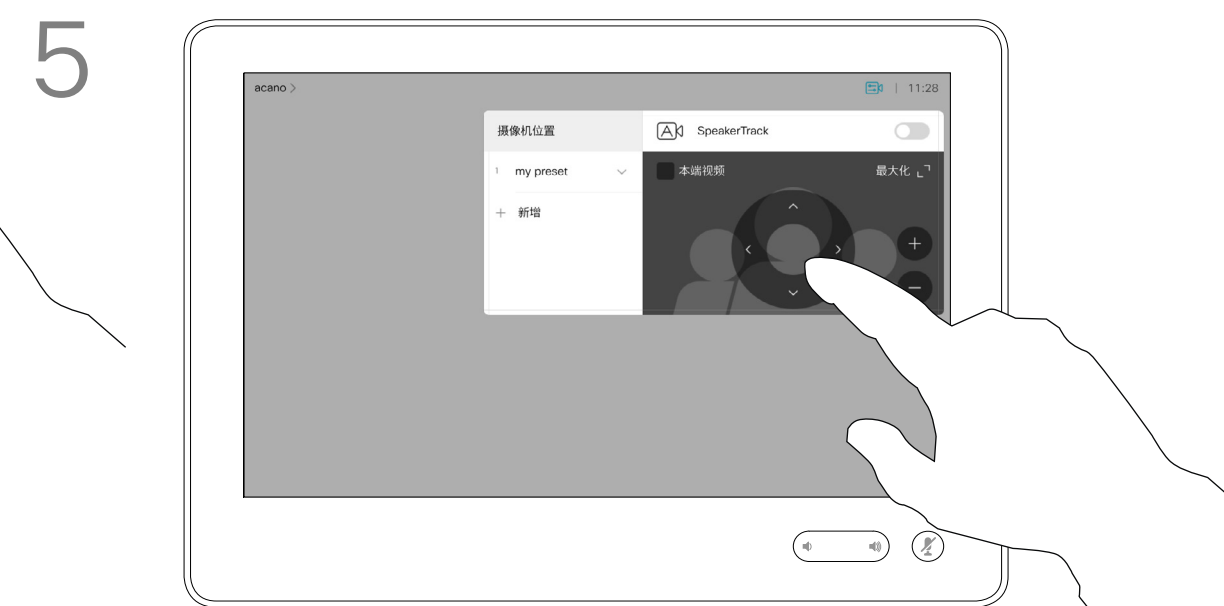 5
acano >
11:28
摄像机位置
SpeakerTrack
1 my preset
本端视频
最大化
+ 新增